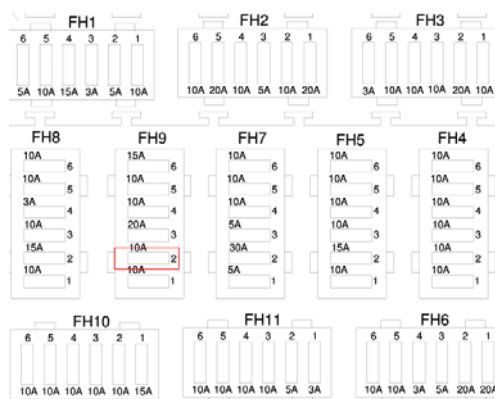 FH1 FH2 FH3
6 5 4 3 2 1 6 5 4 3 2 1 6 5 4 3 2 1
5A 10A 15A 3A 5A 10A 10A 20A 10A 5A 10A 20A 3A 10A 10A 10A 20A 10A
FH8 FH9 FH7 FH5 FH4
10A 15A 10A 10A 10A
6 6 6 6 6
10A 10A 10A 10A 10A
5 5 5 5 5
3A 10A 10A 10A 10A
4 4 4 4 4
10A 20A 5A 10A 10A
3 3 3 3 3
15A 10A 30A 15A 10A
2 2 2 2 2
10A 10A 5A 10A 10A
1 1 1 1 1
FH10 FH11 FH6
6 5 4 3 2 1 6 5 4 3 2 1 6 5 4 3 2 1
10A 10A 10A 10A 10A 15A 10A 10A 10A 10A 5A 3A 10A 10A 3A 5A 20A 20A